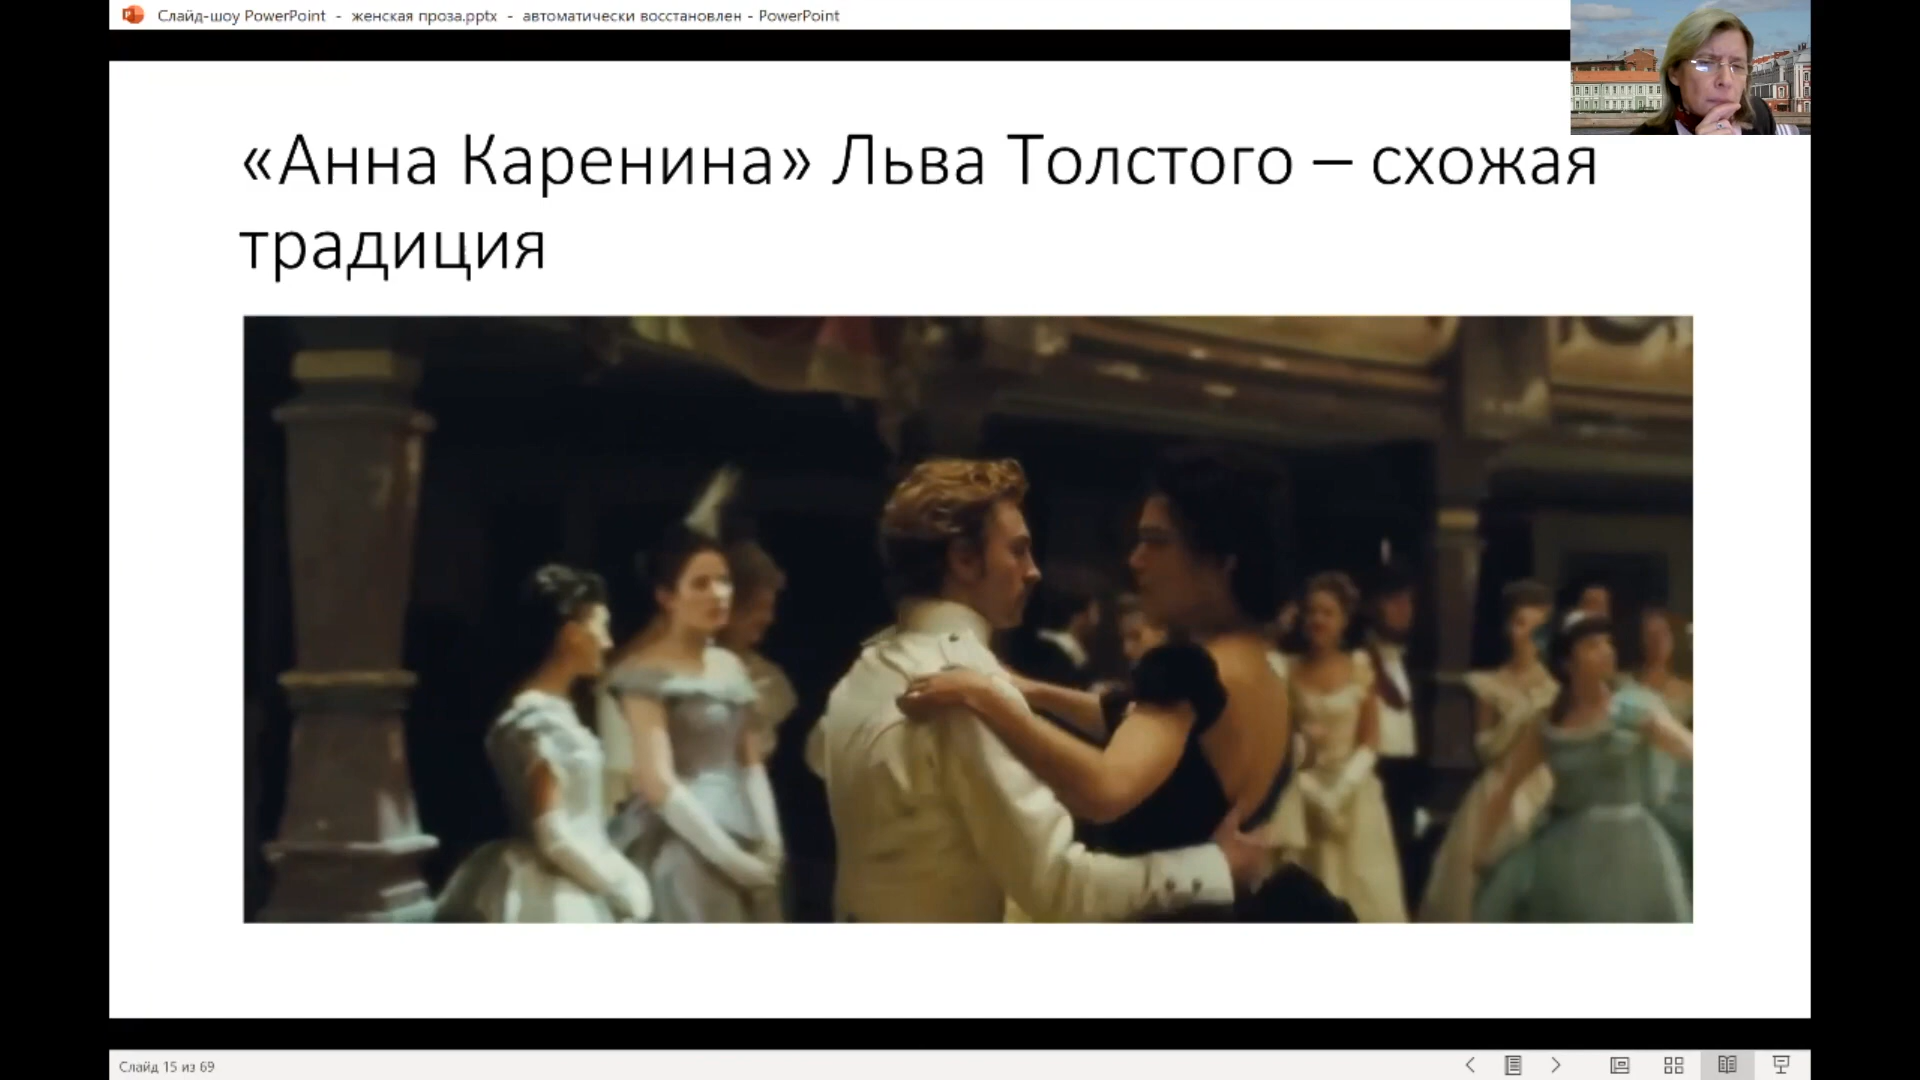 Слайд-шоу PowerPoint - женская проза.pptx - автоматически восстановлен - PowerPoint
«Анна Каренина» Льва Толстого – схожая
традиция
Слайд 15 из 69